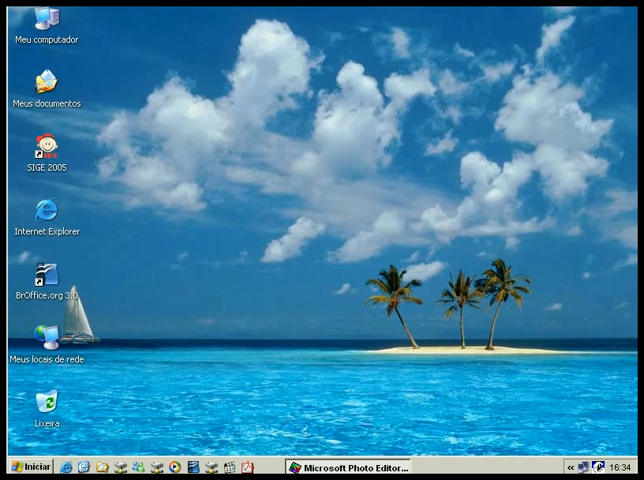 Meu computador
Meus documentos
SIGE 2005
Internet Explorer
BrOffice.org 3.0
Meus locais de rede
Lixeira
Iniciar
Microsoft Photo Editor...
«
16:34